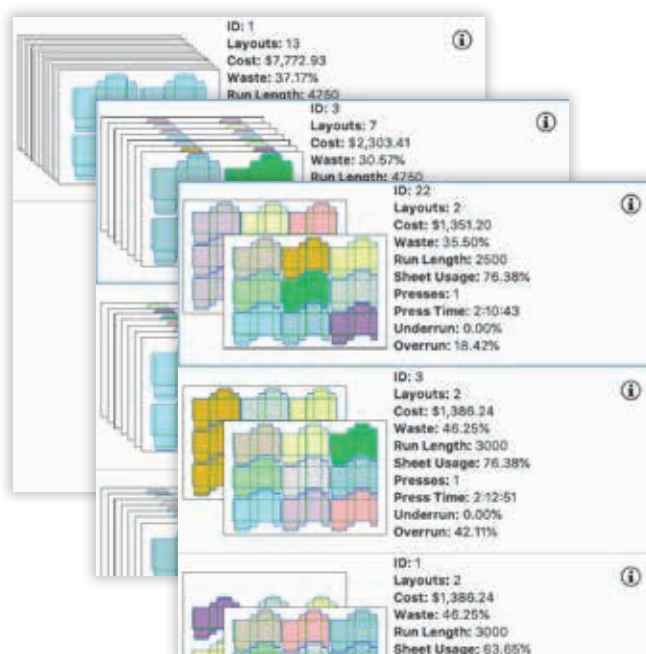 ID: 1
Layouts: 13
Cost: $7,772.93
Waste: 37.17%
Run Length: 4750
ID: 3
Layouts: 7
Cost: $2,303.41
Waste: 30.57%
Run Length: 4750
ID: 22
Layouts: 2
Cost: $1,351.20
Waste: 35.50%
Run Length: 2500
Sheet Usage: 76.38%
Presses: 1
Press Time: 2:10:43
Underrun: 0.00%
Overrun: 18.42%
ID: 3
Layouts: 2
Cost: $1,386.24
Waste: 46.25%
Run Length: 3000
Sheet Usage: 76.38%
Presses: 1
Press Time: 2:12:51
Underrun: 0.00%
Overrun: 42.11%
ID: 1
Layouts: 2
Cost: $1,386.24
Waste: 46.25%
Run Length: 3000
Sheet Usage: 63.65%